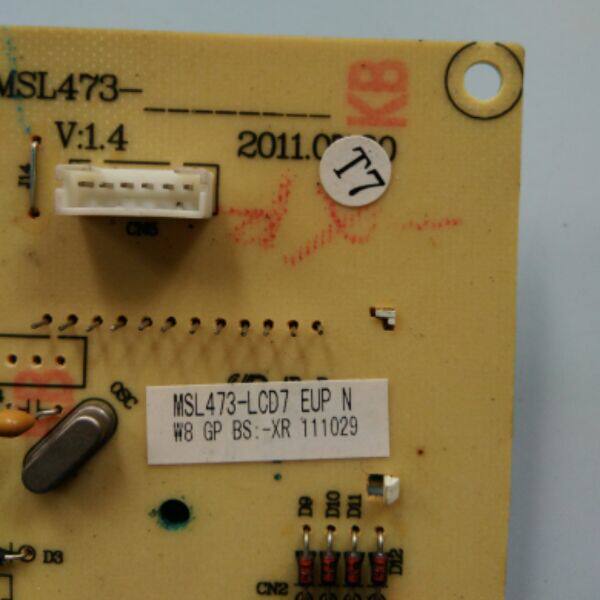 MSL473-
KB
V:1.4
2011.0
T7
J14
CN5
OSC
MSL473-LCD7 EUP N
W8 GP BS:-XR 111029
D9
D10
D11
D12
D3
CN2